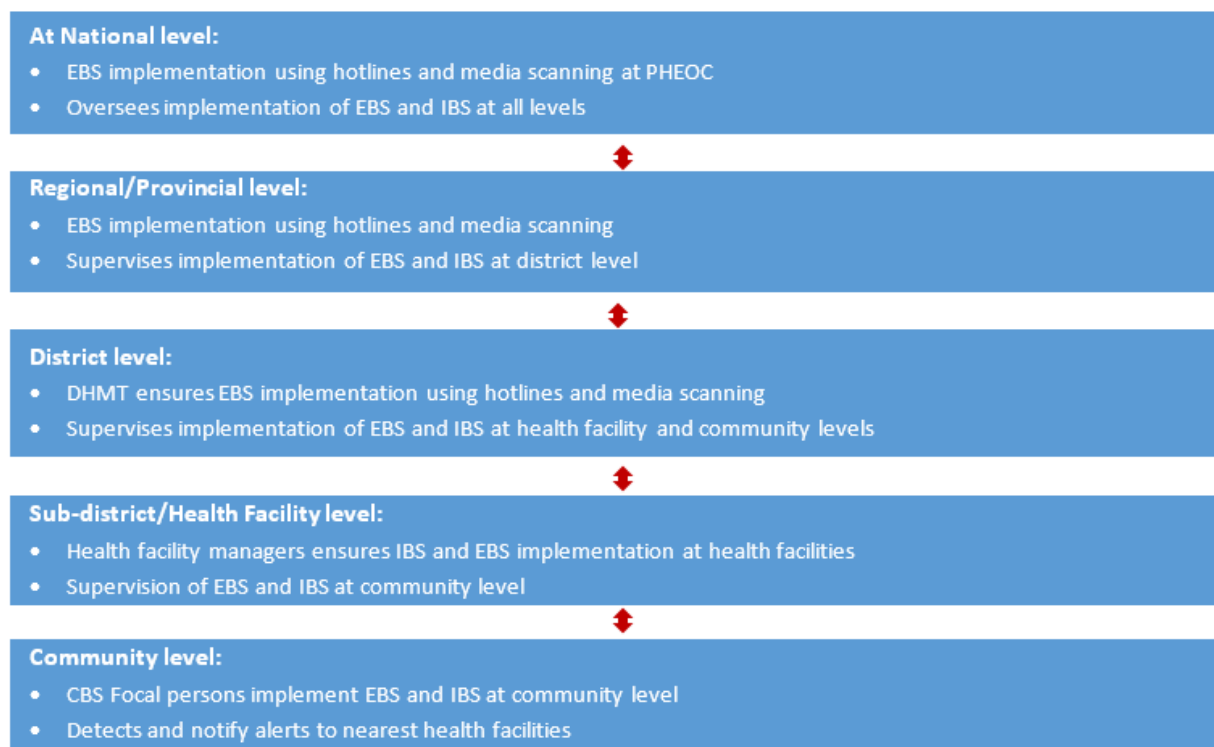 At National level:
• EBS implementation using hotlines and media scanning at PHEOC
• Oversees implementation of EBS and IBS at all levels
Regional/Provincial level:
• EBS implementation using hotlines and media scanning
• Supervises implementation of EBS and IBS at district level
District level:
• DHMT ensures EBS implementation using hotlines and media scanning
• Supervises implementation of EBS and IBS at health facility and community levels
Sub-district/Health Facility level:
• Health facility managers ensures IBS and EBS implementation at health facilities
• Supervision of EBS and IBS at community level
Community level:
• CBS Focal persons implement EBS and IBS at community level
• Detects and notify alerts to nearest health facilities